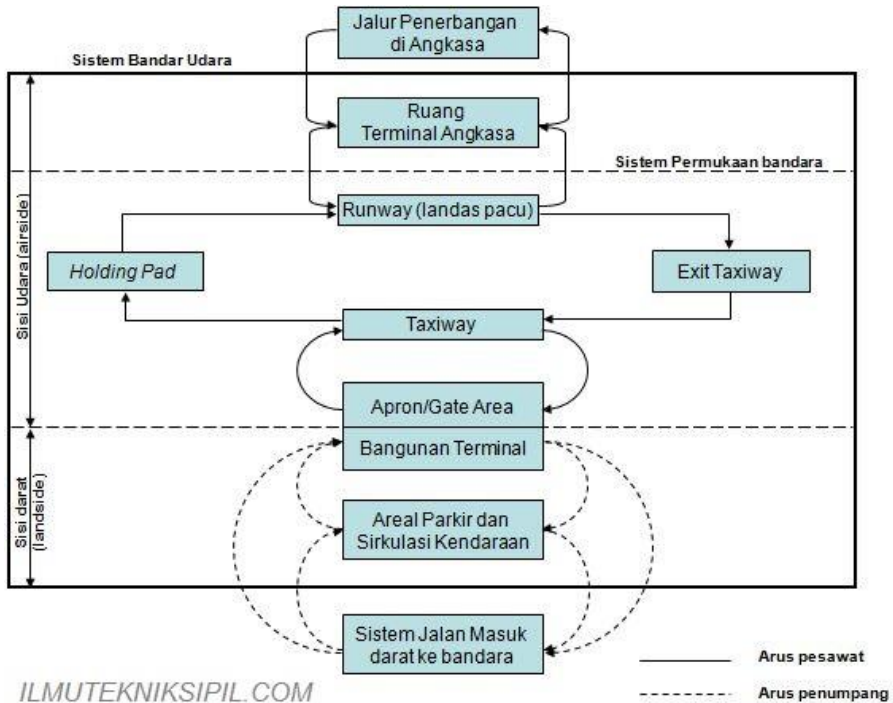 Jalur Penerbangan
di Angkasa
Sistem Bandar Udara
Ruang
Terminal Angkasa
Sistem Permukaan bandara
Runway (landas pacu)
Sisi Udara (airside)
Holding Pad
Exit Taxiway
Taxiway
Apron/Gate Area
Bangunan Terminal
Sisi darat
(landside)
Areal Parkir dan
Sirkulasi Kendaraan
Sistem Jalan Masuk
darat ke bandara
Arus pesawat
Arus penumpang
ILMUTEKNIKSIPIL.COM